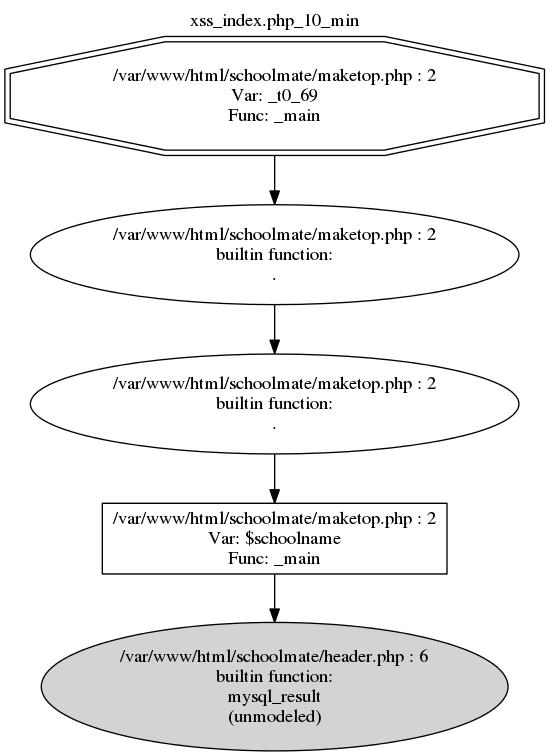 xss_index.php_10_min
/var/www/html/schoolmate/maketop.php : 2
Var: _t0_69
Func: _main
/var/www/html/schoolmate/maketop.php : 2
builtin function:
.
/var/www/html/schoolmate/maketop.php : 2
builtin function:
.
/var/www/html/schoolmate/maketop.php : 2
Var: $schoolname
Func: _main
/var/www/html/schoolmate/header.php : 6
builtin function:
mysql_result
(unmodeled)